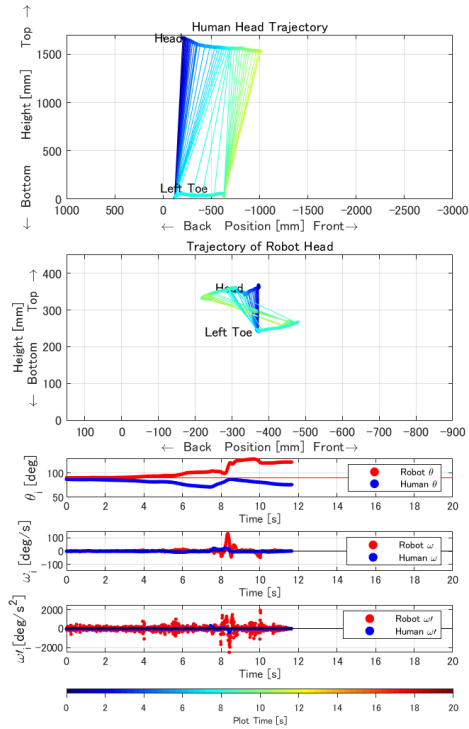 Human Head Trajectory
Head
Left Toe
← Bottom Height [mm] Top →
1500
1000
500
0
1000 500 0 -500 -1000 -1500 -2000 -2500 -3000
← Back Position [mm] Front→
Trajectory of Robot Head
Head
Left Toe
Height [mm]
← Bottom Top →
400
300
200
100
0
100 0 -100 -200 -300 -400 -500 -600 -700 -800 -900
← Back Position [mm] Front→
θi [deg]
100
50
Robot θ
Human θ
0 2 4 6 8 10 12 14 16 18 20
Time [s]
ωi [deg/s]
100
0
-100
Robot ω
Human ω
0 2 4 6 8 10 12 14 16 18 20
Time [s]
ω′i[deg/s²]
2000
0
-2000
Robot ω′
Human ω′
0 2 4 6 8 10 12 14 16 18 20
Time [s]
0 2 4 6 8 10 12 14 16 18 20
Plot Time [s]